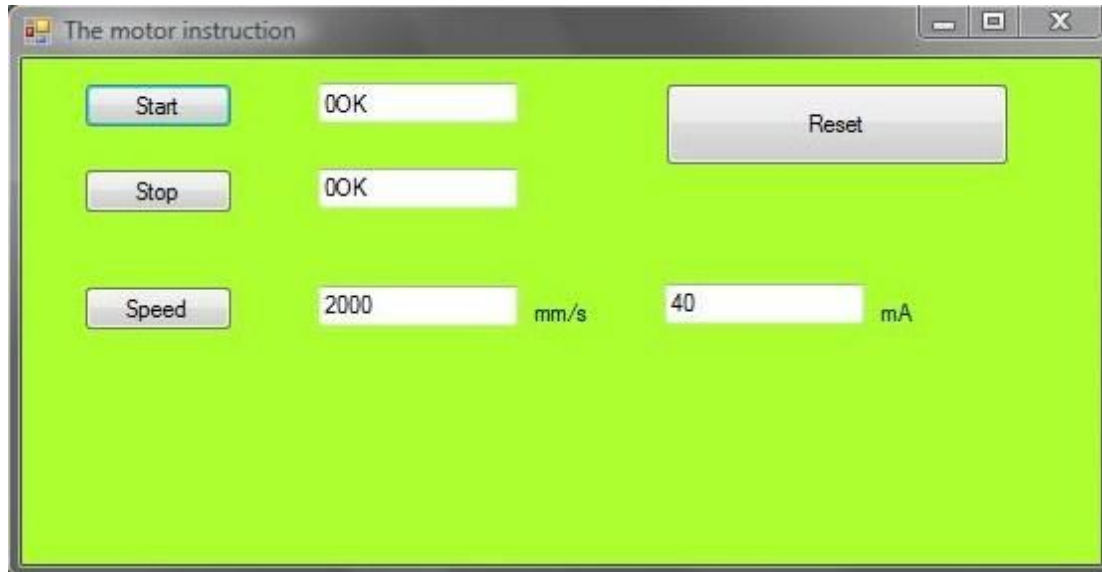 The motor instruction
Start 0OK Reset
Stop 0OK
Speed 2000 mm/s 40 mA